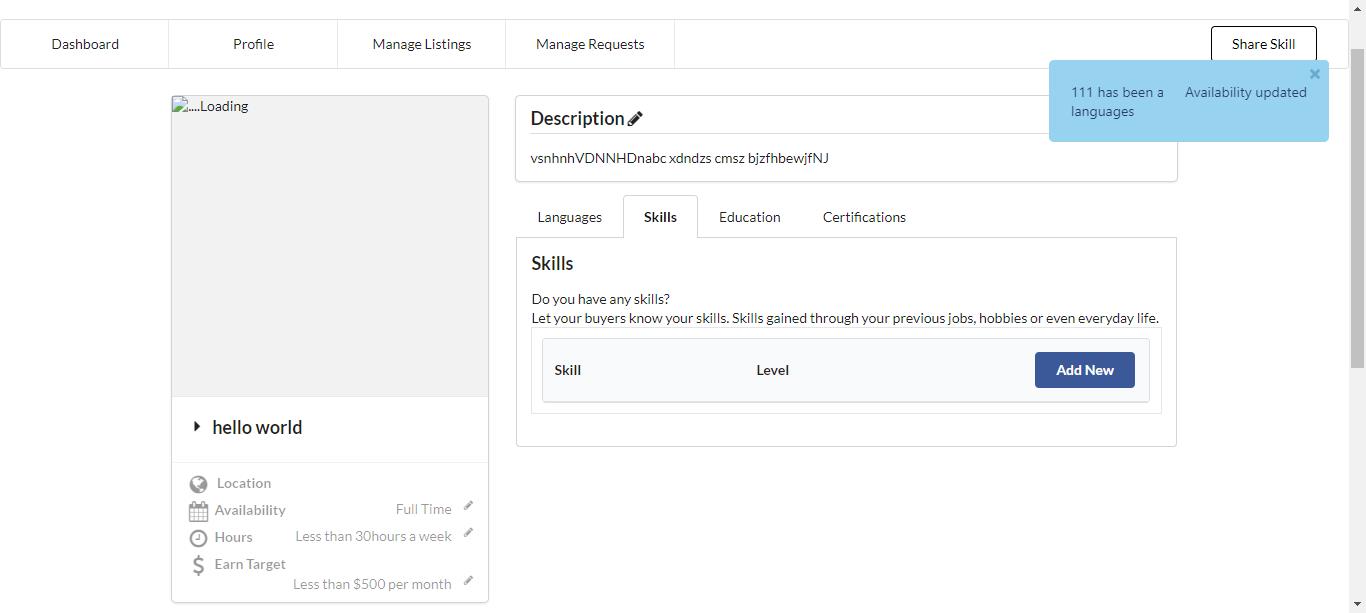 Dashboard
Profile
Manage Listings
Manage Requests
Share Skill
111 has been a
languages
Availability updated
....Loading
hello world
Location
Availability Full Time
Hours Less than 30hours a week
Earn Target
Less than $500 per month
Description
vsnhnhVDNNHDnabc xdndzs cmsz bjzfhbewjfNJ
Languages
Skills
Education
Certifications
Skills
Do you have any skills?
Let your buyers know your skills. Skills gained through your previous jobs, hobbies or even everyday life.
Skill Level Add New